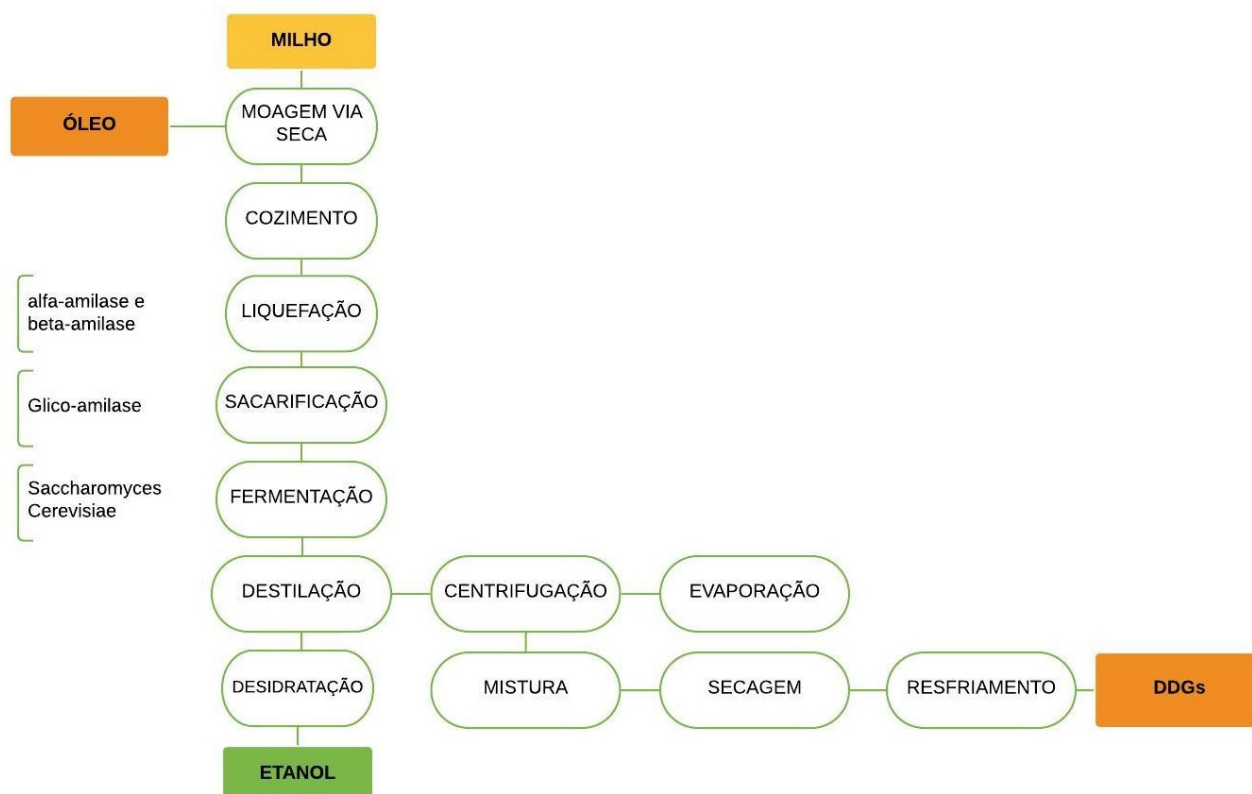 MILHO
ÓLEO
MOAGEM VIA
SECA
COZIMENTO
alfa-amilase e
beta-amilase
LIQUEFAÇÃO
Glico-amilase
SACARIFICAÇÃO
Saccharomyces
Cerevisiae
FERMENTAÇÃO
DESTILAÇÃO
CENTRIFUGAÇÃO
EVAPORAÇÃO
DESIDRATAÇÃO
MISTURA
SECAGEM
RESFRIAMENTO
DDGs
ETANOL